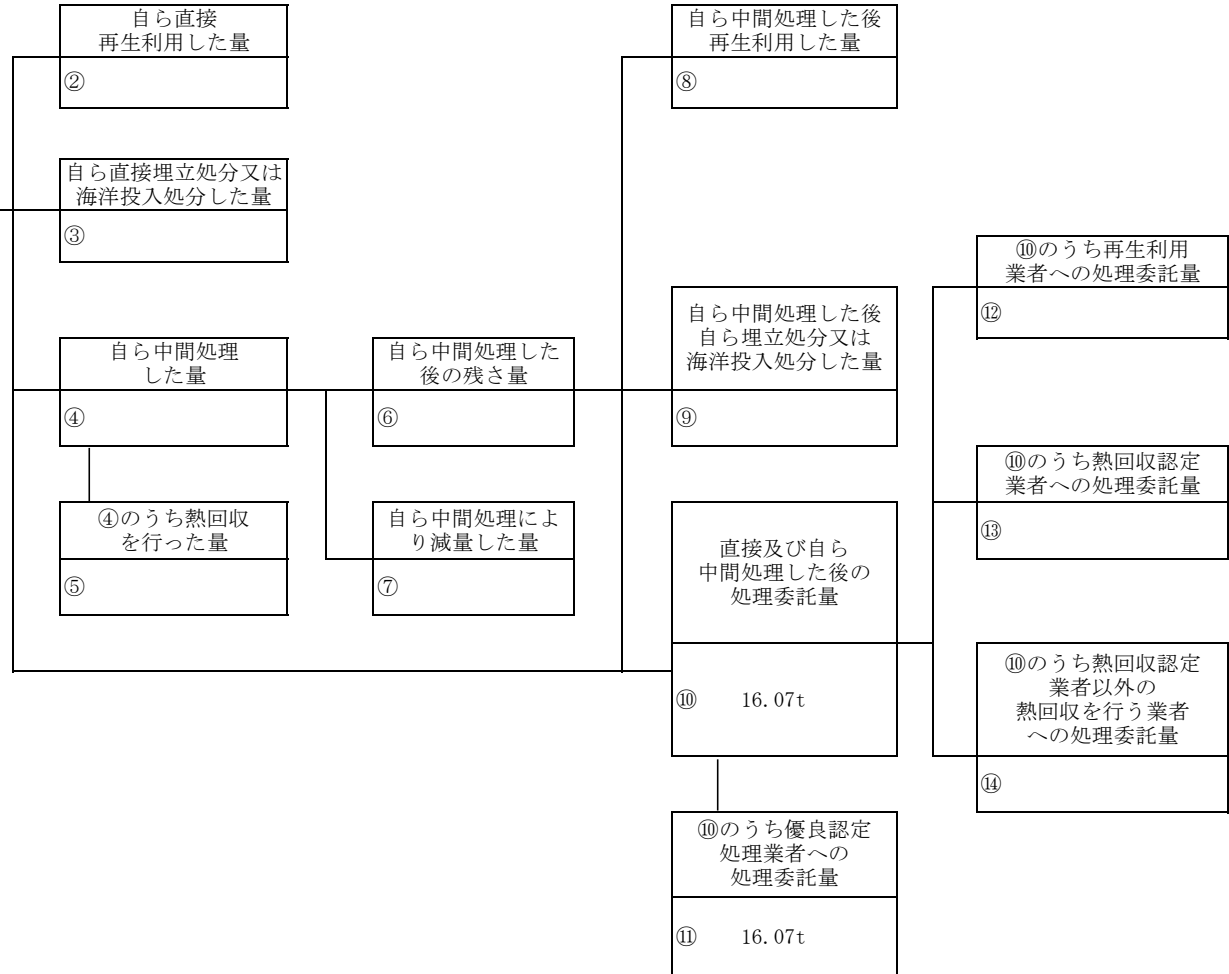 自ら直接
再生利用した量
②
自ら直接埋立処分又は
海洋投入処分した量
③
自ら中間処理
した量
④
④のうち熱回収
を行った量
⑤
自ら中間処理した
後の残さ量
⑥
自ら中間処理によ
り減量した量
⑦
自ら中間処理した後
再生利用した量
⑧
自ら中間処理した後
自ら埋立処分又は
海洋投入処分した量
⑨
直接及び自ら
中間処理した後の
処理委託量
⑩ 16.07t
⑩のうち優良認定
処理業者への
処理委託量
⑪ 16.07t
⑩のうち再生利用
業者への処理委託量
⑫
⑩のうち熱回収認定
業者への処理委託量
⑬
⑩のうち熱回収認定
業者以外の
熱回収を行う業者
への処理委託量
⑭